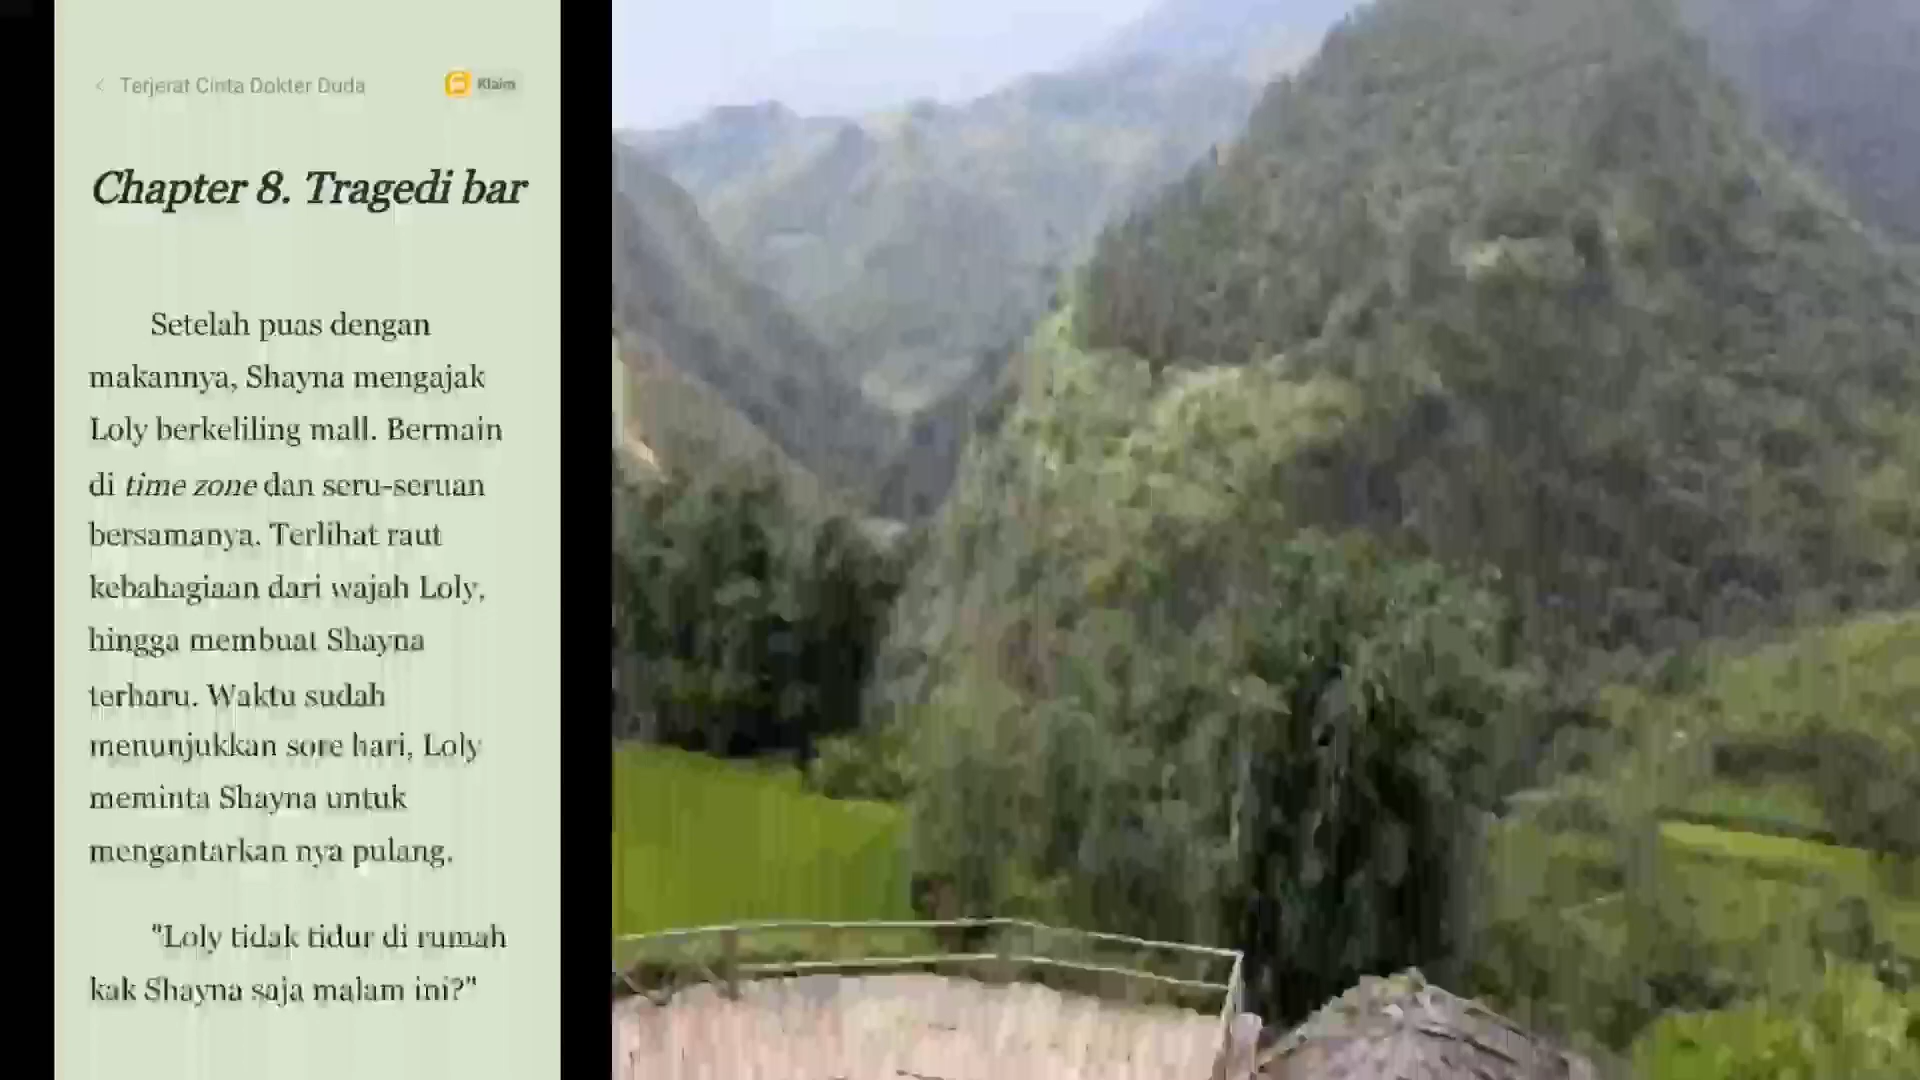 Terjerat Cinta Dokter Duda
Klaim
Chapter 8. Tragedi bar
Setelah puas dengan
makannya, Shayna mengajak
Loly berkeliling mall. Bermain
di time zone dan seru-seruan
bersamanya. Terlihat raut
kebahagiaan dari wajah Loly,
hingga membuat Shayna
terharu. Waktu sudah
menunjukkan sore hari, Loly
meminta Shayna untuk
mengantarkan nya pulang.
"Loly tidak tidur di rumah
kak Shayna saja malam ini?"